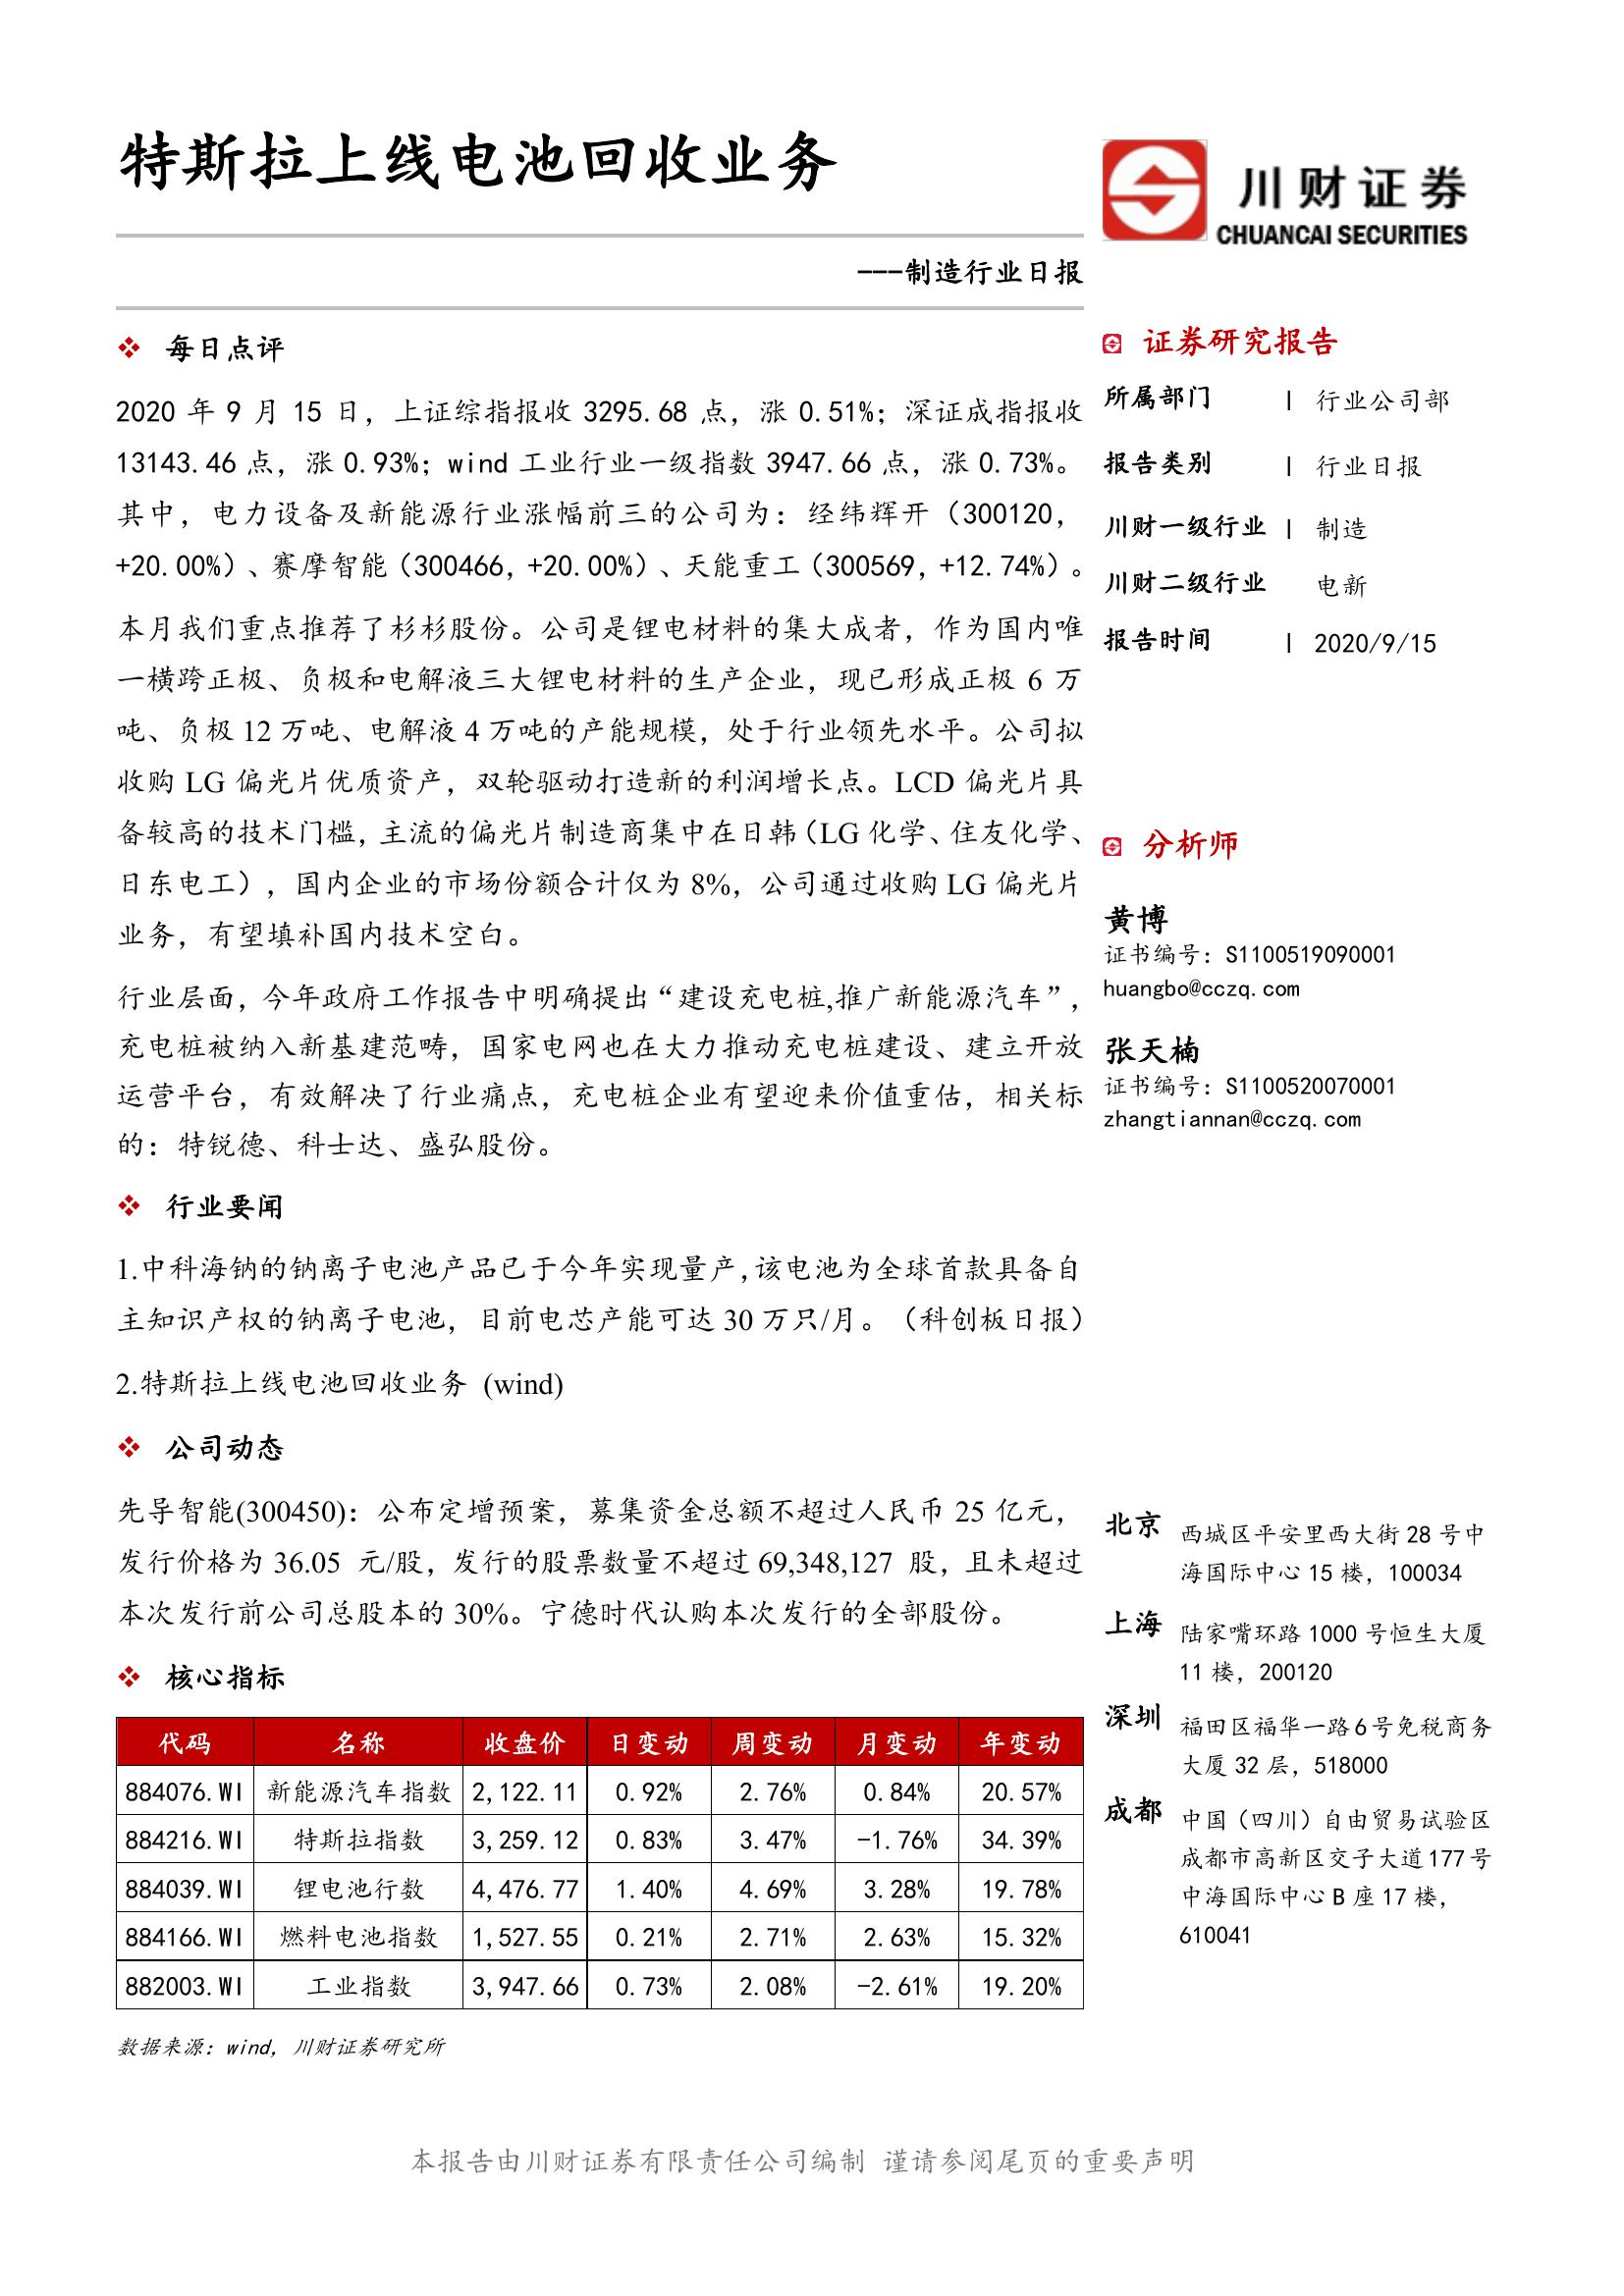 特斯拉上线电池回收业务
---制造行业日报
每日点评
2020 年 9 月 15 日，上证综指报收 3295.68 点，涨 0.51%；深证成指报收
13143.46 点，涨 0.93%；wind 工业行业一级指数 3947.66 点，涨 0.73%。
其中，电力设备及新能源行业涨幅前三的公司为：经纬辉开（300120，
+20.00%）、赛摩智能（300466，+20.00%）、天能重工（300569，+12.74%）。
本月我们重点推荐了杉杉股份。公司是锂电材料的集大成者，作为国内唯
一横跨正极、负极和电解液三大锂电材料的生产企业，现已形成正极 6 万
吨、负极 12 万吨、电解液 4 万吨的产能规模，处于行业领先水平。公司拟
收购 LG 偏光片优质资产，双轮驱动打造新的利润增长点。LCD 偏光片具
备较高的技术门槛，主流的偏光片制造商集中在日韩（LG 化学、住友化学、
日东电工），国内企业的市场份额合计仅为 8%，公司通过收购 LG 偏光片
业务，有望填补国内技术空白。
行业层面，今年政府工作报告中明确提出“建设充电桩,推广新能源汽车”，
充电桩被纳入新基建范畴，国家电网也在大力推动充电桩建设、建立开放
运营平台，有效解决了行业痛点，充电桩企业有望迎来价值重估，相关标
的：特锐德、科士达、盛弘股份。
行业要闻
1.中科海钠的钠离子电池产品已于今年实现量产,该电池为全球首款具备自
主知识产权的钠离子电池，目前电芯产能可达 30 万只/月。（科创板日报）
2.特斯拉上线电池回收业务 (wind)
公司动态
先导智能(300450)：公布定增预案，募集资金总额不超过人民币 25 亿元，
发行价格为 36.05 元/股，发行的股票数量不超过 69,348,127 股，且未超过
本次发行前公司总股本的 30%。宁德时代认购本次发行的全部股份。
核心指标
代码 名称 收盘价 日变动 周变动 月变动 年变动
884076.WI 新能源汽车指数 2,122.11 0.92% 2.76% 0.84% 20.57%
884216.WI 特斯拉指数 3,259.12 0.83% 3.47% -1.76% 34.39%
884039.WI 锂电池行数 4,476.77 1.40% 4.69% 3.28% 19.78%
884166.WI 燃料电池指数 1,527.55 0.21% 2.71% 2.63% 15.32%
882003.WI 工业指数 3,947.66 0.73% 2.08% -2.61% 19.20%
数据来源：wind，川财证券研究所
川财证券
CHUANCAI SECURITIES
证券研究报告
所属部门 | 行业公司部
报告类别 | 行业日报
川财一级行业 | 制造
川财二级行业 电新
报告时间 | 2020/9/15
分析师
黄博
证书编号：S1100519090001
huangbo@cczq.com
张天楠
证书编号：S1100520070001
zhangtiannan@cczq.com
北京 西城区平安里西大街 28 号中
海国际中心 15 楼，100034
上海 陆家嘴环路 1000 号恒生大厦
11 楼，200120
深圳 福田区福华一路 6 号免税商务
大厦 32 层，518000
成都 中国（四川）自由贸易试验区
成都市高新区交子大道 177 号
中海国际中心 B 座 17 楼，
610041
本报告由川财证券有限责任公司编制 谨请参阅尾页的重要声明